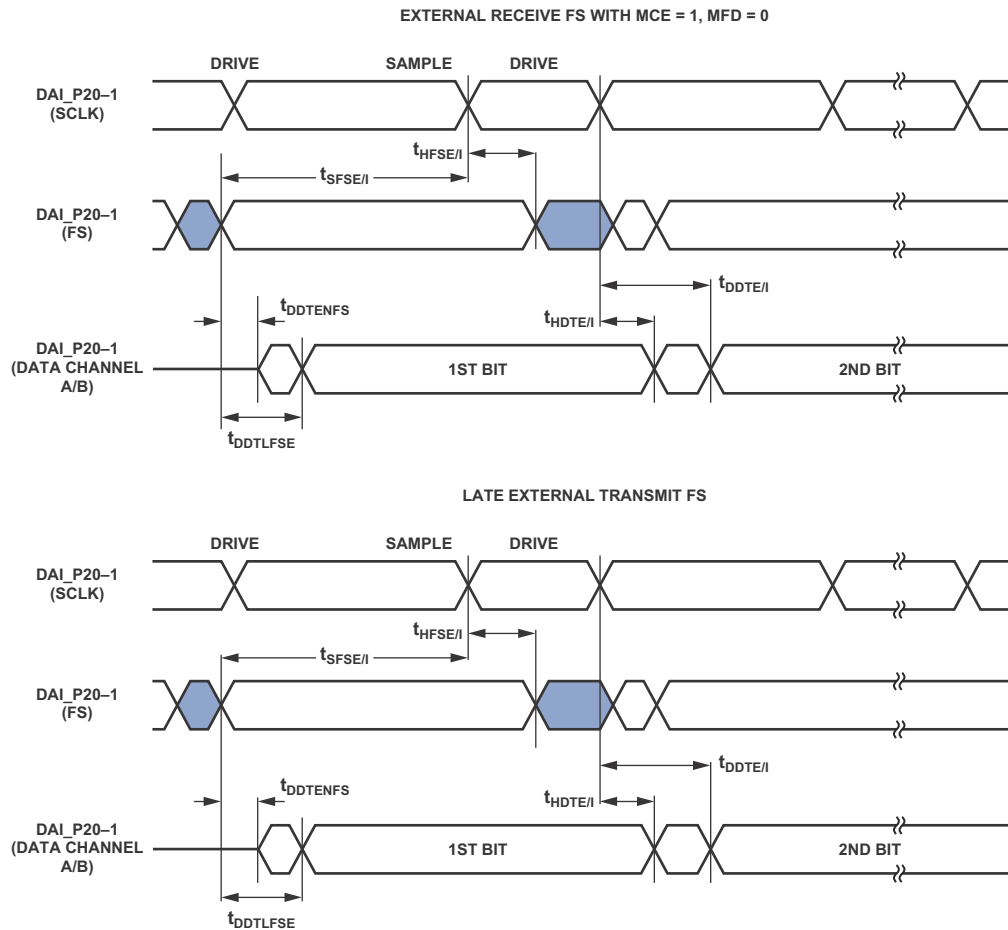 EXTERNAL RECEIVE FS WITH MCE = 1, MFD = 0
DRIVE SAMPLE DRIVE
DAI_P20–1
(SCLK)
tHFSE/I
tSFSE/I
DAI_P20–1
(FS)
tDDTE/I
tDDTENFS
tHDTE/I
DAI_P20–1
(DATA CHANNEL
A/B)
1ST BIT 2ND BIT
tDDTLFSE
LATE EXTERNAL TRANSMIT FS
DRIVE SAMPLE DRIVE
DAI_P20–1
(SCLK)
tHFSE/I
tSFSE/I
DAI_P20–1
(FS)
tDDTE/I
tDDTENFS
tHDTE/I
DAI_P20–1
(DATA CHANNEL
A/B)
1ST BIT 2ND BIT
tDDTLFSE